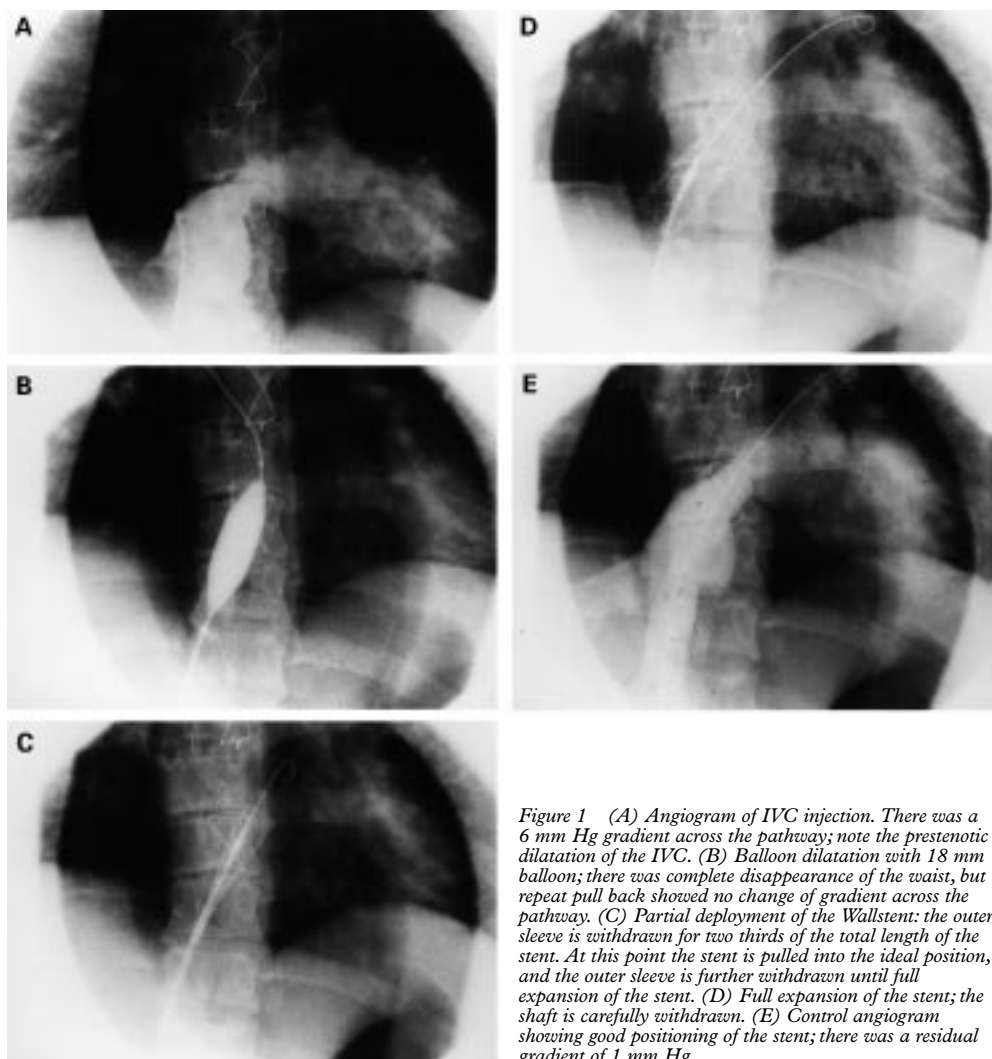 A
D
B
E
C
Figure 1 (A) Angiogram of IVC injection. There was a
6 mm Hg gradient across the pathway; note the prestenotic
dilatation of the IVC. (B) Balloon dilatation with 18 mm
balloon; there was complete disappearance of the waist, but
repeat pull back showed no change of gradient across the
pathway. (C) Partial deployment of the Wallstent: the outer
sleeve is withdrawn for two thirds of the total length of the
stent. At this point the stent is pulled into the ideal position,
and the outer sleeve is further withdrawn until full
expansion of the stent. (D) Full expansion of the stent; the
shaft is carefully withdrawn. (E) Control angiogram
showing good positioning of the stent; there was a residual
gradient of 1 mm Hg.